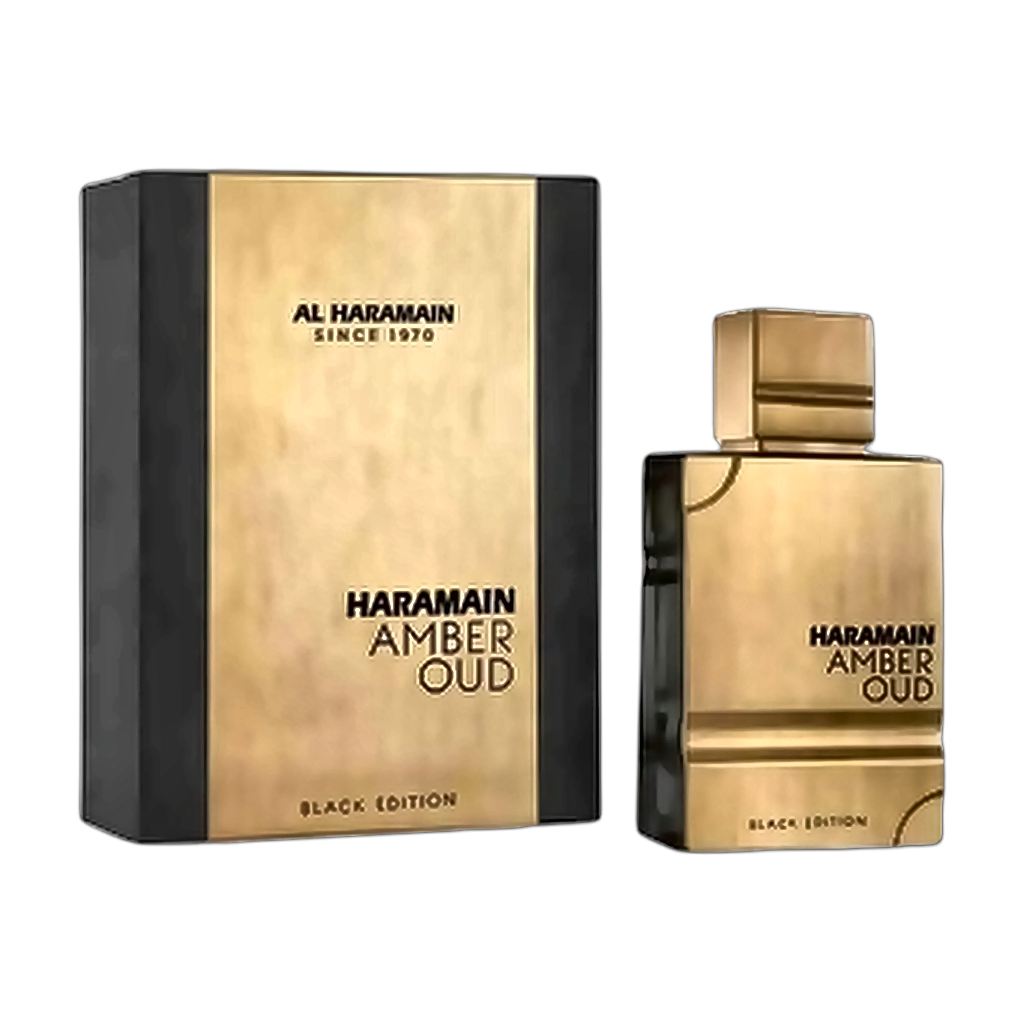 AL HARAMAIN
SINCE 1970
HARAMAIN
AMBER
OUD
BLACK EDITION
HARAMAIN
AMBER
OUD
BLACK EDITION